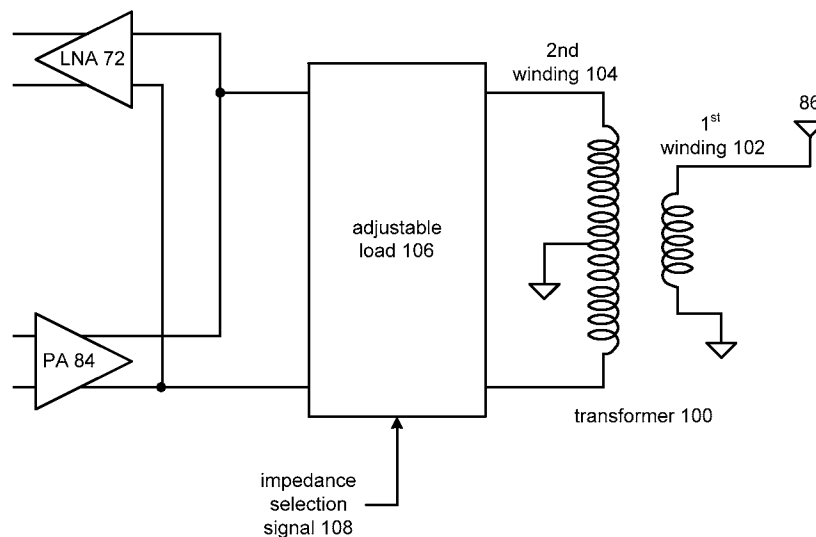 LNA 72
2nd
winding 104
86
1st
winding 102
adjustable
load 106
PA 84
transformer 100
impedance
selection
signal 108